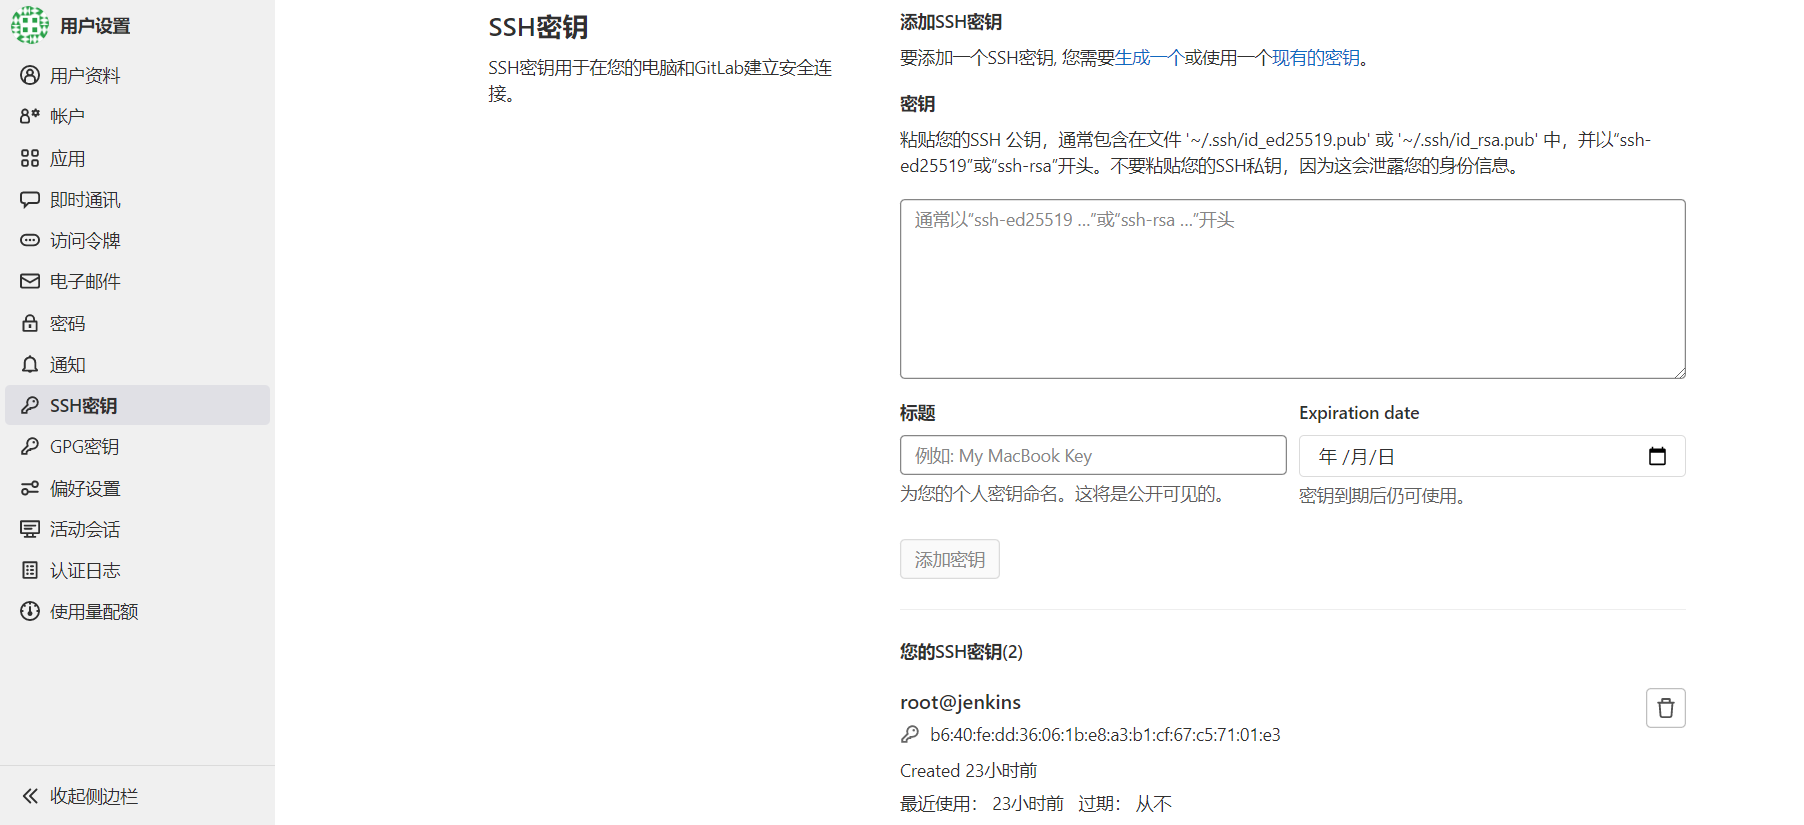 用户设置
用户资料
帐户
应用
即时通讯
访问令牌
电子邮件
密码
通知
SSH密钥
GPG密钥
偏好设置
活动会话
认证日志
使用量配额
收起侧边栏
SSH密钥
SSH密钥用于在您的电脑和GitLab建立安全连
接。
添加SSH密钥
要添加一个SSH密钥, 您需要生成一个或使用一个现有的密钥。
密钥
粘贴您的SSH 公钥，通常包含在文件 '~/.ssh/id_ed25519.pub' 或 '~/.ssh/id_rsa.pub' 中，并以“ssh-
ed25519”或“ssh-rsa”开头。不要粘贴您的SSH私钥，因为这会泄露您的身份信息。
通常以“ssh-ed25519 ...”或“ssh-rsa ...”开头
标题
例如: My MacBook Key
为您的个人密钥命名。这将是公开可见的。
Expiration date
年 /月/日
密钥到期后仍可使用。
添加密钥
您的SSH密钥(2)
root@jenkins
b6:40:fe:dd:36:06:1b:e8:a3:b1:cf:67:c5:71:01:e3
Created 23小时前
最近使用： 23小时前 过期： 从不